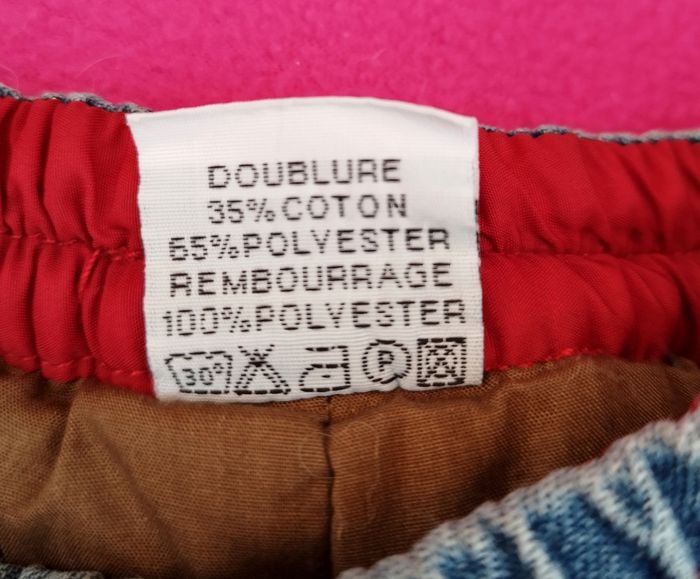 DOUBLURE
35% COTON
65% POLYESTER
REMBOURRAGE
100% POLYESTER
30° P